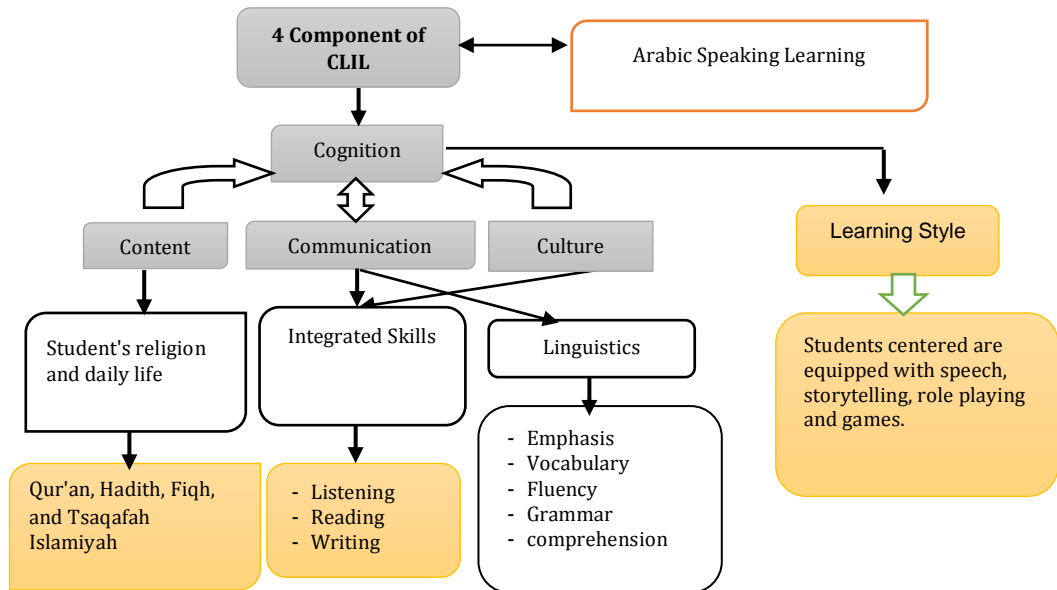 4 Component of
CLIL
Arabic Speaking Learning
Cognition
Content
Communication
Culture
Learning Style
Student's religion
and daily life
Integrated Skills
Linguistics
Students centered are
equipped with speech,
storytelling, role playing
and games.
Qur'an, Hadith, Fiqh,
and Tsaqafah
Islamiyah
- Listening
- Reading
- Writing
- Emphasis
- Vocabulary
- Fluency
- Grammar
- comprehension